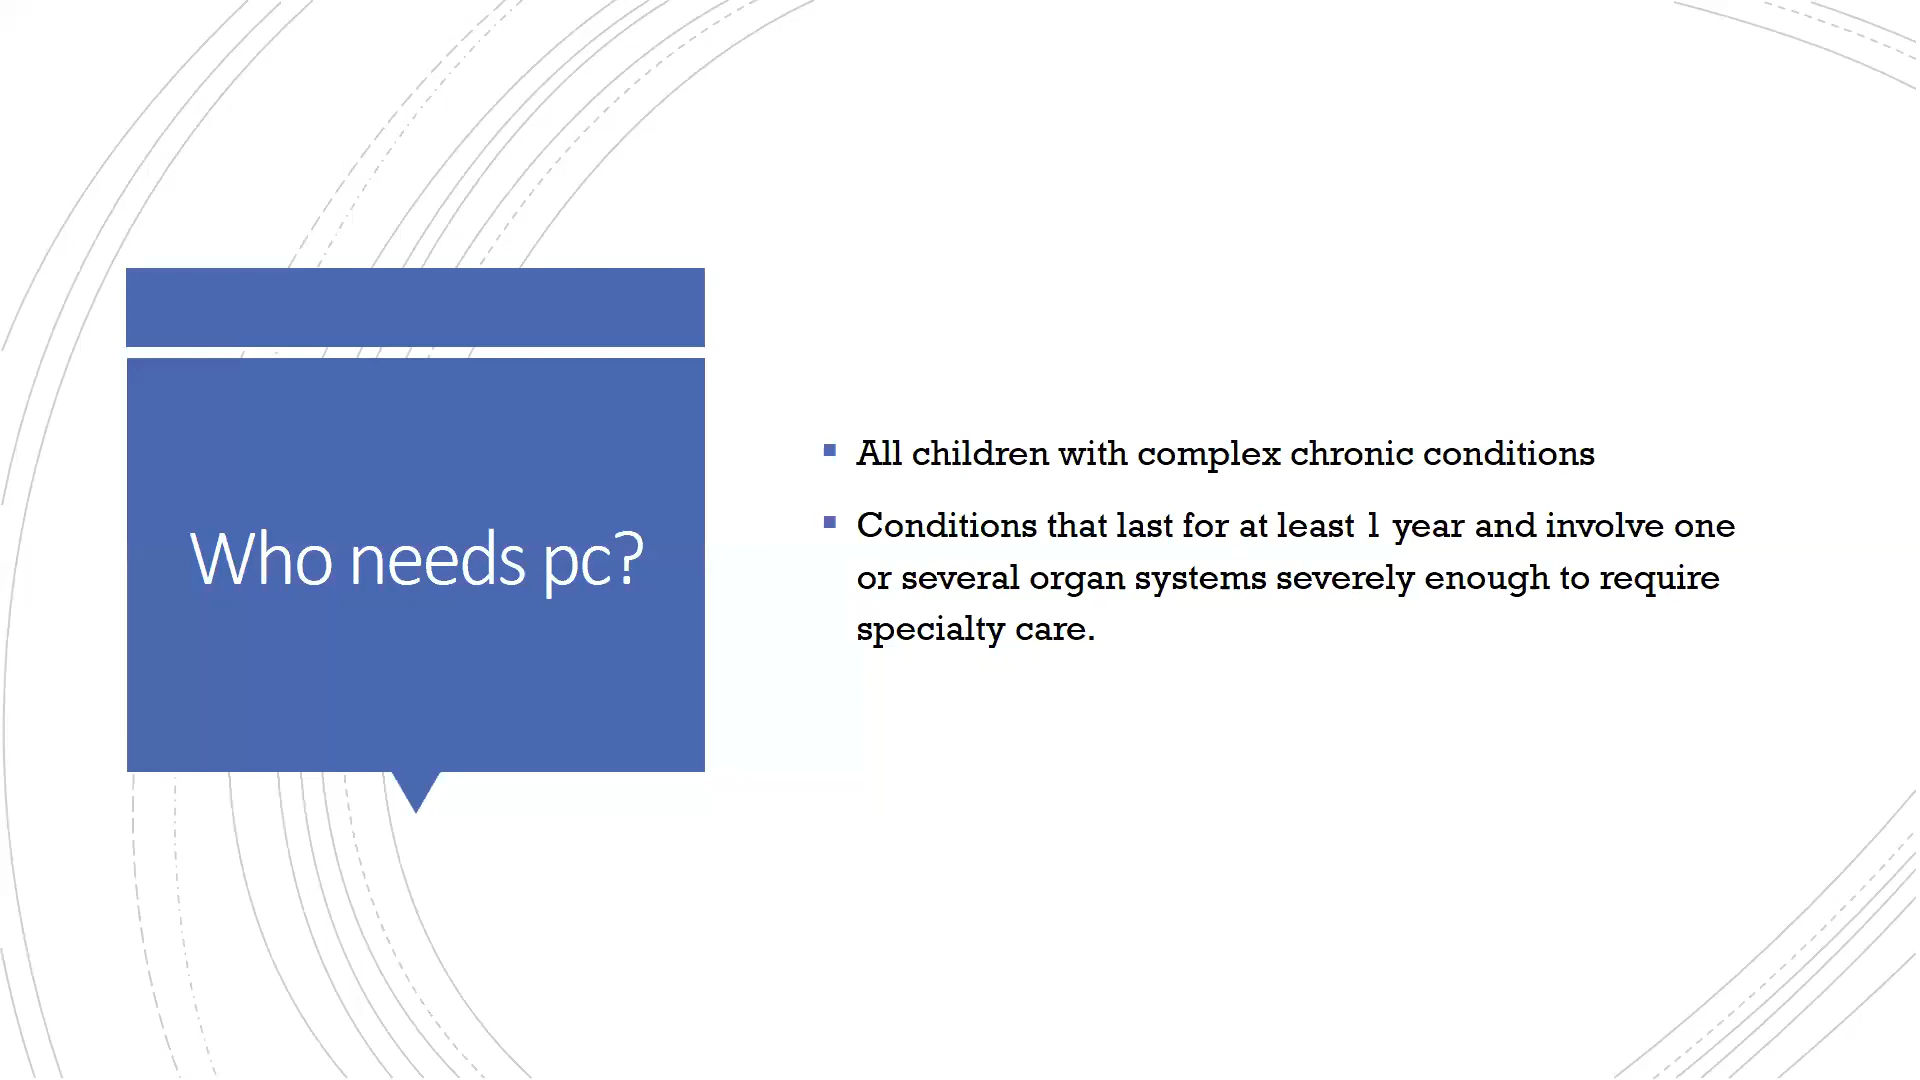 Who needs pc?
All children with complex chronic conditions
Conditions that last for at least 1 year and involve one
or several organ systems severely enough to require
specialty care.